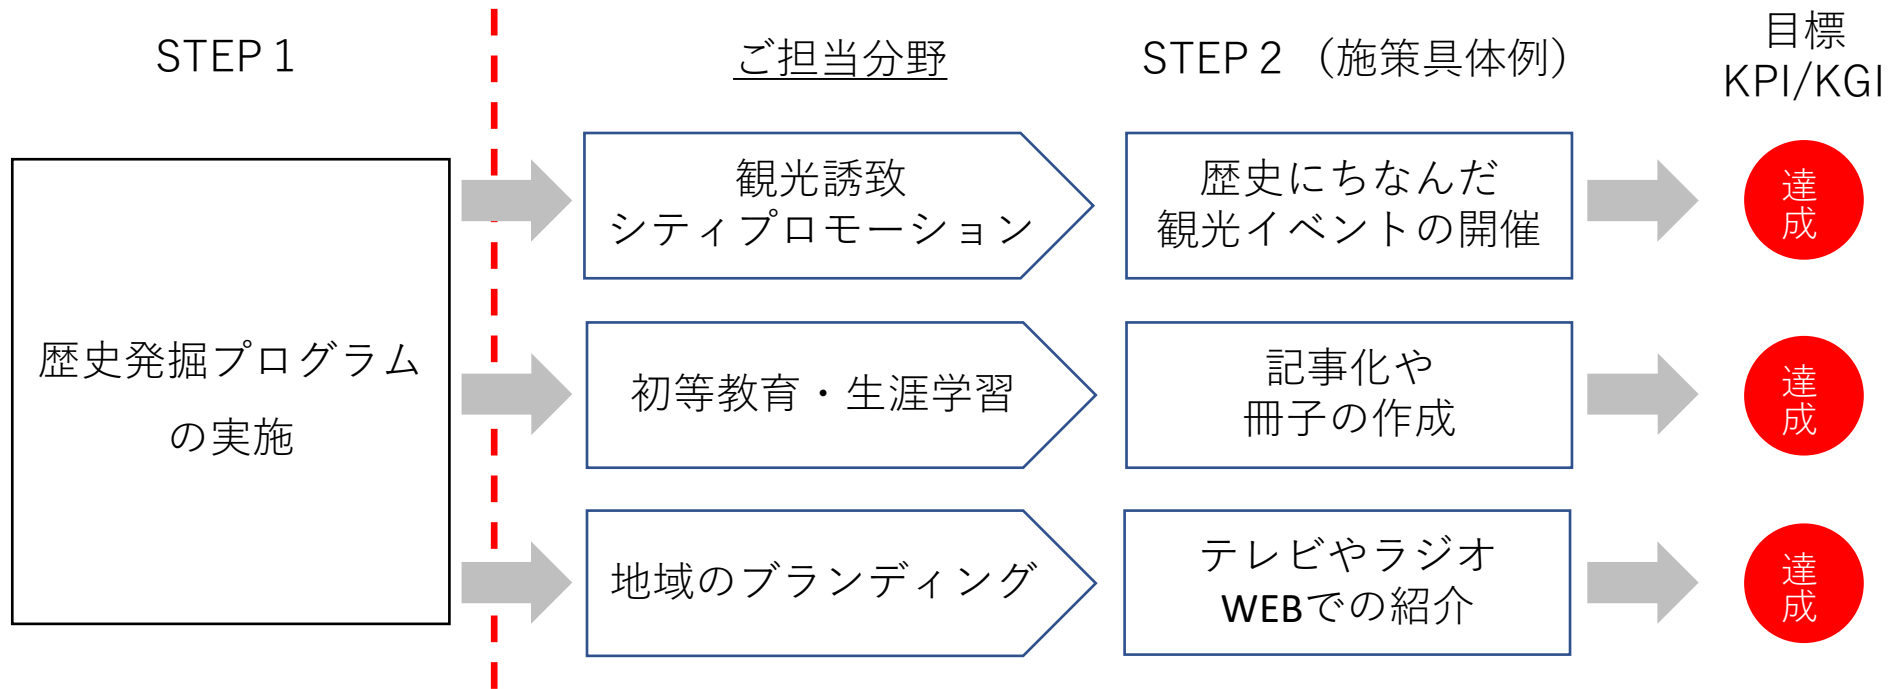 STEP 1
ご担当分野
STEP 2 （施策具体例）
目標
KPI/KGI
歴史発掘プログラム
の実施
観光誘致
シティプロモーション
歴史にちなんだ
観光イベントの開催
達
成
初等教育・生涯学習
記事化や
冊子の作成
達
成
地域のブランディング
テレビやラジオ
WEBでの紹介
達
成